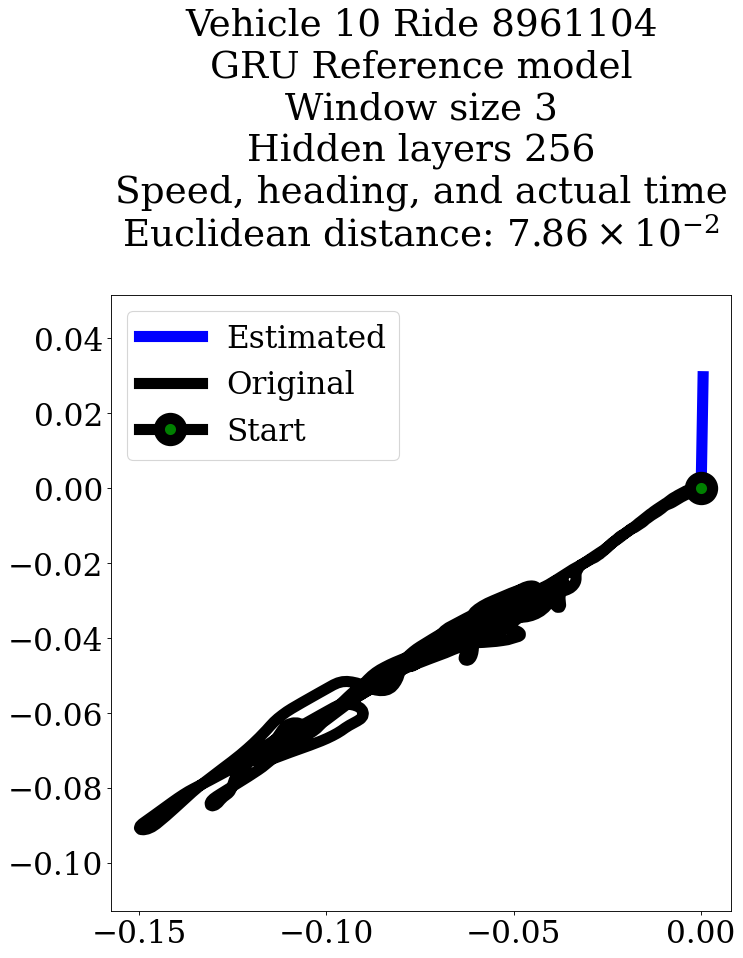 Vehicle 10 Ride 8961104
GRU Reference model
Window size 3
Hidden layers 256
Speed, heading, and actual time
Euclidean distance: 7.86 × 10⁻²
Estimated
Original
Start
0.04
0.02
0.00
−0.02
−0.04
−0.06
−0.08
−0.10
−0.15 −0.10 −0.05 0.00